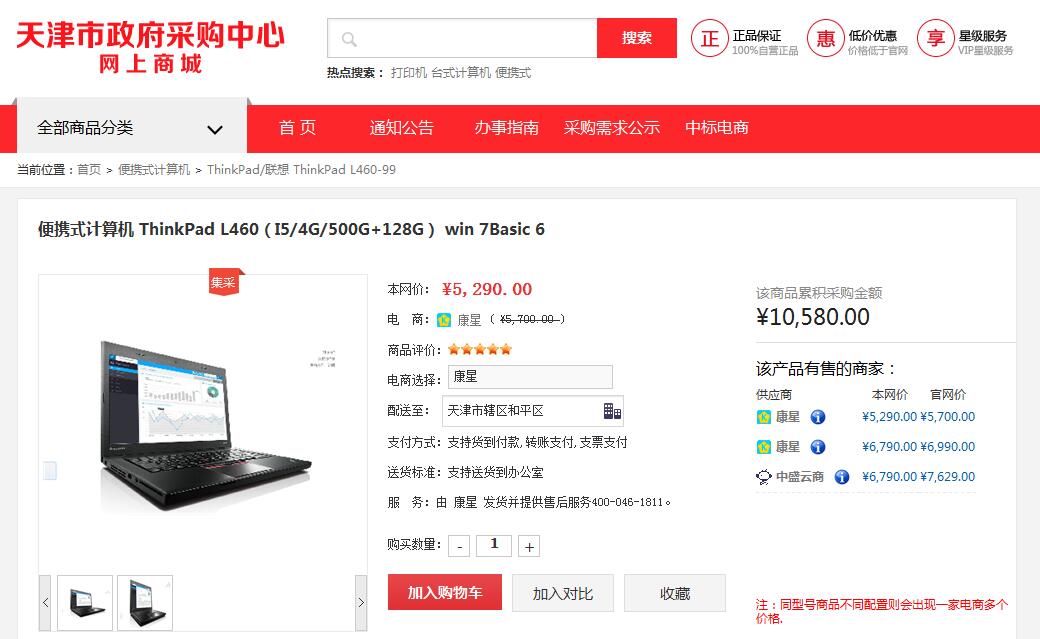 天津市政府采购中心
网上商城
搜索
热点搜索： 打印机 台式计算机 便携式
正 正品保证
100%自营正品
惠 低价优惠
价格低于官网
享 星级服务
VIP星级服务
全部商品分类
首 页 通知公告 办事指南 采购需求公示 中标电商
当前位置：首页 > 便携式计算机 > ThinkPad/联想 ThinkPad L460-99
便携式计算机 ThinkPad L460（ I5/4G/500G+128G ） win 7Basic 6
集采
本网价： ¥5, 290. 00
电 商： 康星 （ ¥5,700.00 ）
商品评价：
电商选择： 康星
配送至： 天津市辖区和平区
支付方式： 支持货到付款, 转账支付, 支票支付
送货标准： 支持送货到办公室
服 务： 由 康星 发货并提供售后服务400-046-1811。
购买数量： - 1 +
加入购物车 加入对比 收藏
该商品累积采购金额
¥10,580.00
该产品有售的商家：
供应商 本网价 官网价
康星 ¥5,290.00 ¥5,700.00
康星 ¥6,790.00 ¥6,990.00
中盛云商 ¥6,790.00 ¥7,629.00
注：同型号商品不同配置则会出现一家电商多个
价格.